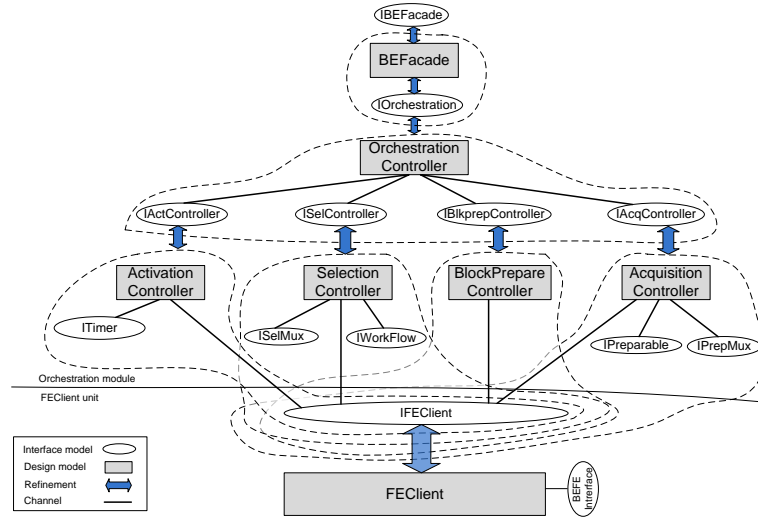 IBEFacade
BEFacade
IOrchestration
Orchestration
Controller
IActController
ISelController
IBlkprepController
IAcqController
Activation
Controller
Selection
Controller
BlockPrepare
Controller
Acquisition
Controller
ITimer
ISelMux
IWorkFlow
IPreparable
IPrepMux
Orchestration module
FEClient unit
IFEClient
Interface model
Design model
Refinement
Channel
FEClient
BEFE
Intrerface